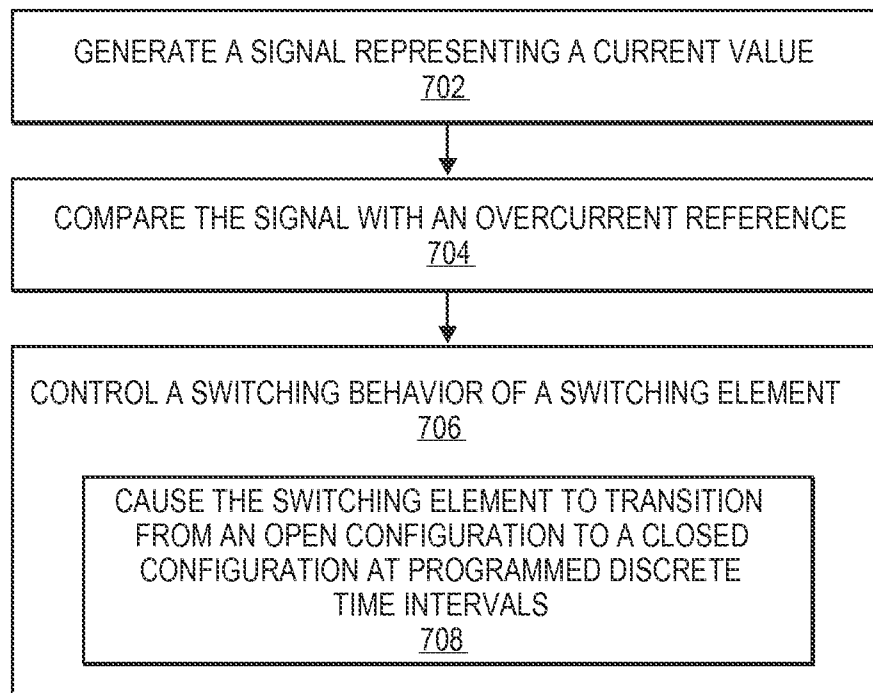 GENERATE A SIGNAL REPRESENTING A CURRENT VALUE
702
COMPARE THE SIGNAL WITH AN OVERCURRENT REFERENCE
704
CONTROL A SWITCHING BEHAVIOR OF A SWITCHING ELEMENT
706
CAUSE THE SWITCHING ELEMENT TO TRANSITION
FROM AN OPEN CONFIGURATION TO A CLOSED
CONFIGURATION AT PROGRAMMED DISCRETE
TIME INTERVALS
708